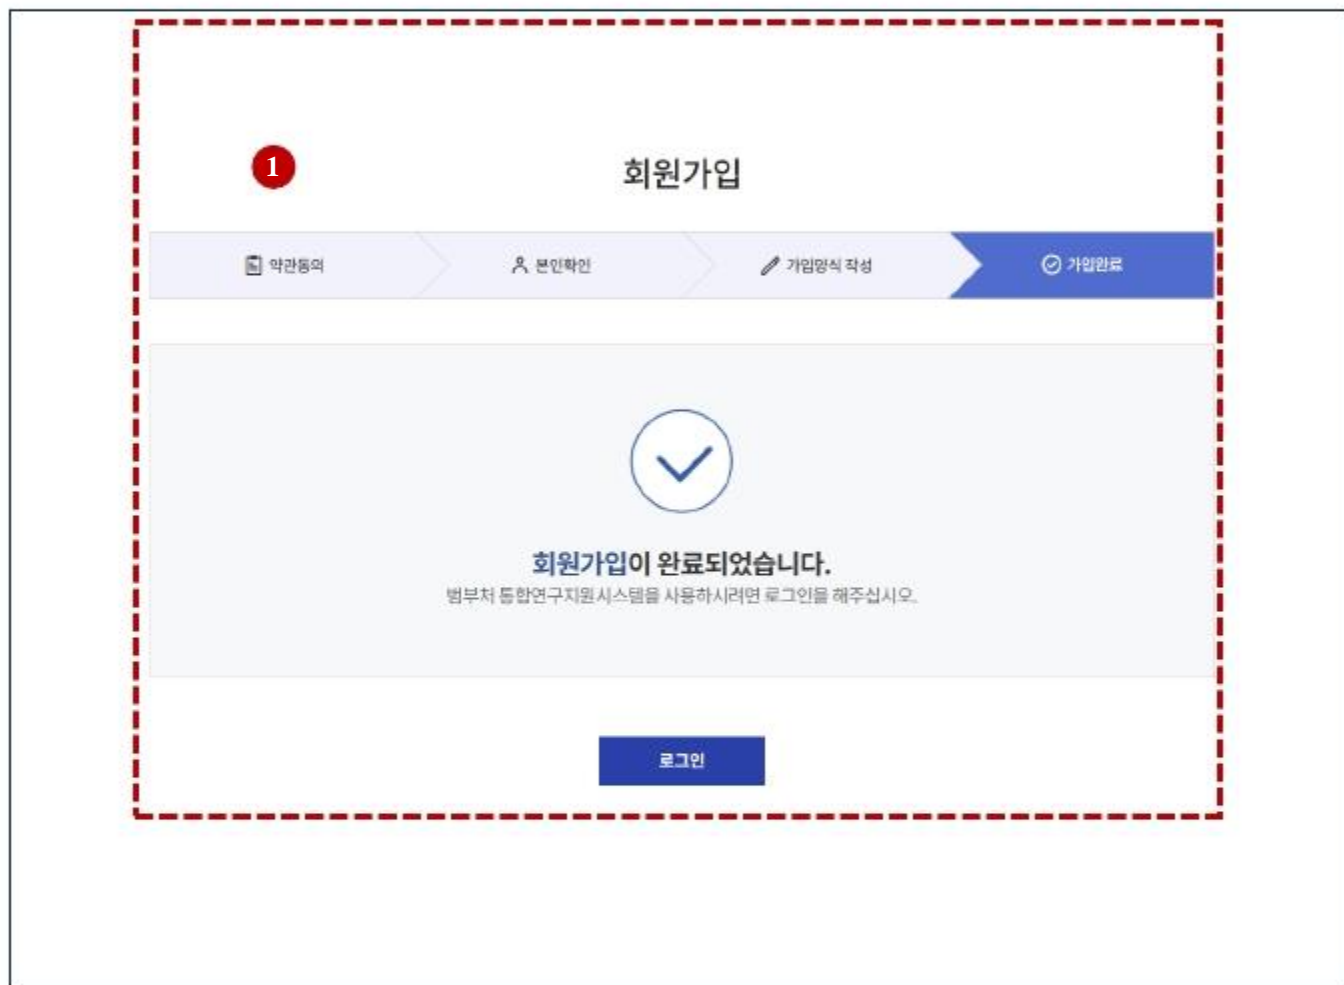 1
회원가입
약관동의
본인확인
가입양식 작성
가입완료
회원가입이 완료되었습니다.
범부처 통합연구지원시스템을 사용하시려면 로그인을 해주십시오.
로그인